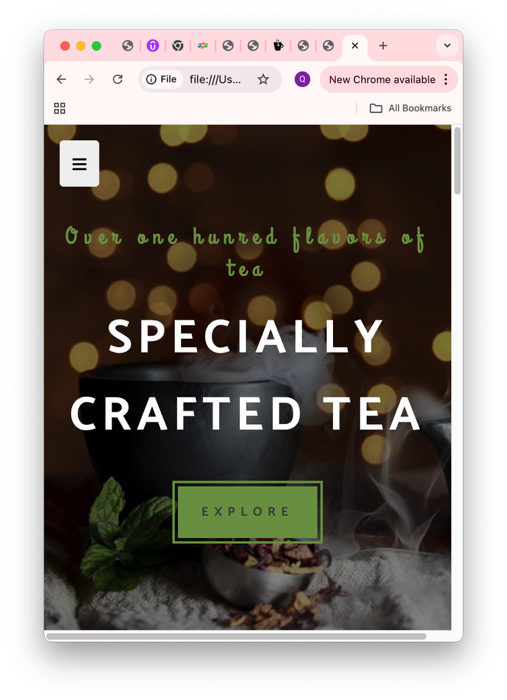 File
file:///Us...
Q
New Chrome available
All Bookmarks
Over one hunred flavors of
tea
SPECIALLY
CRAFTED TEA
EXPLORE